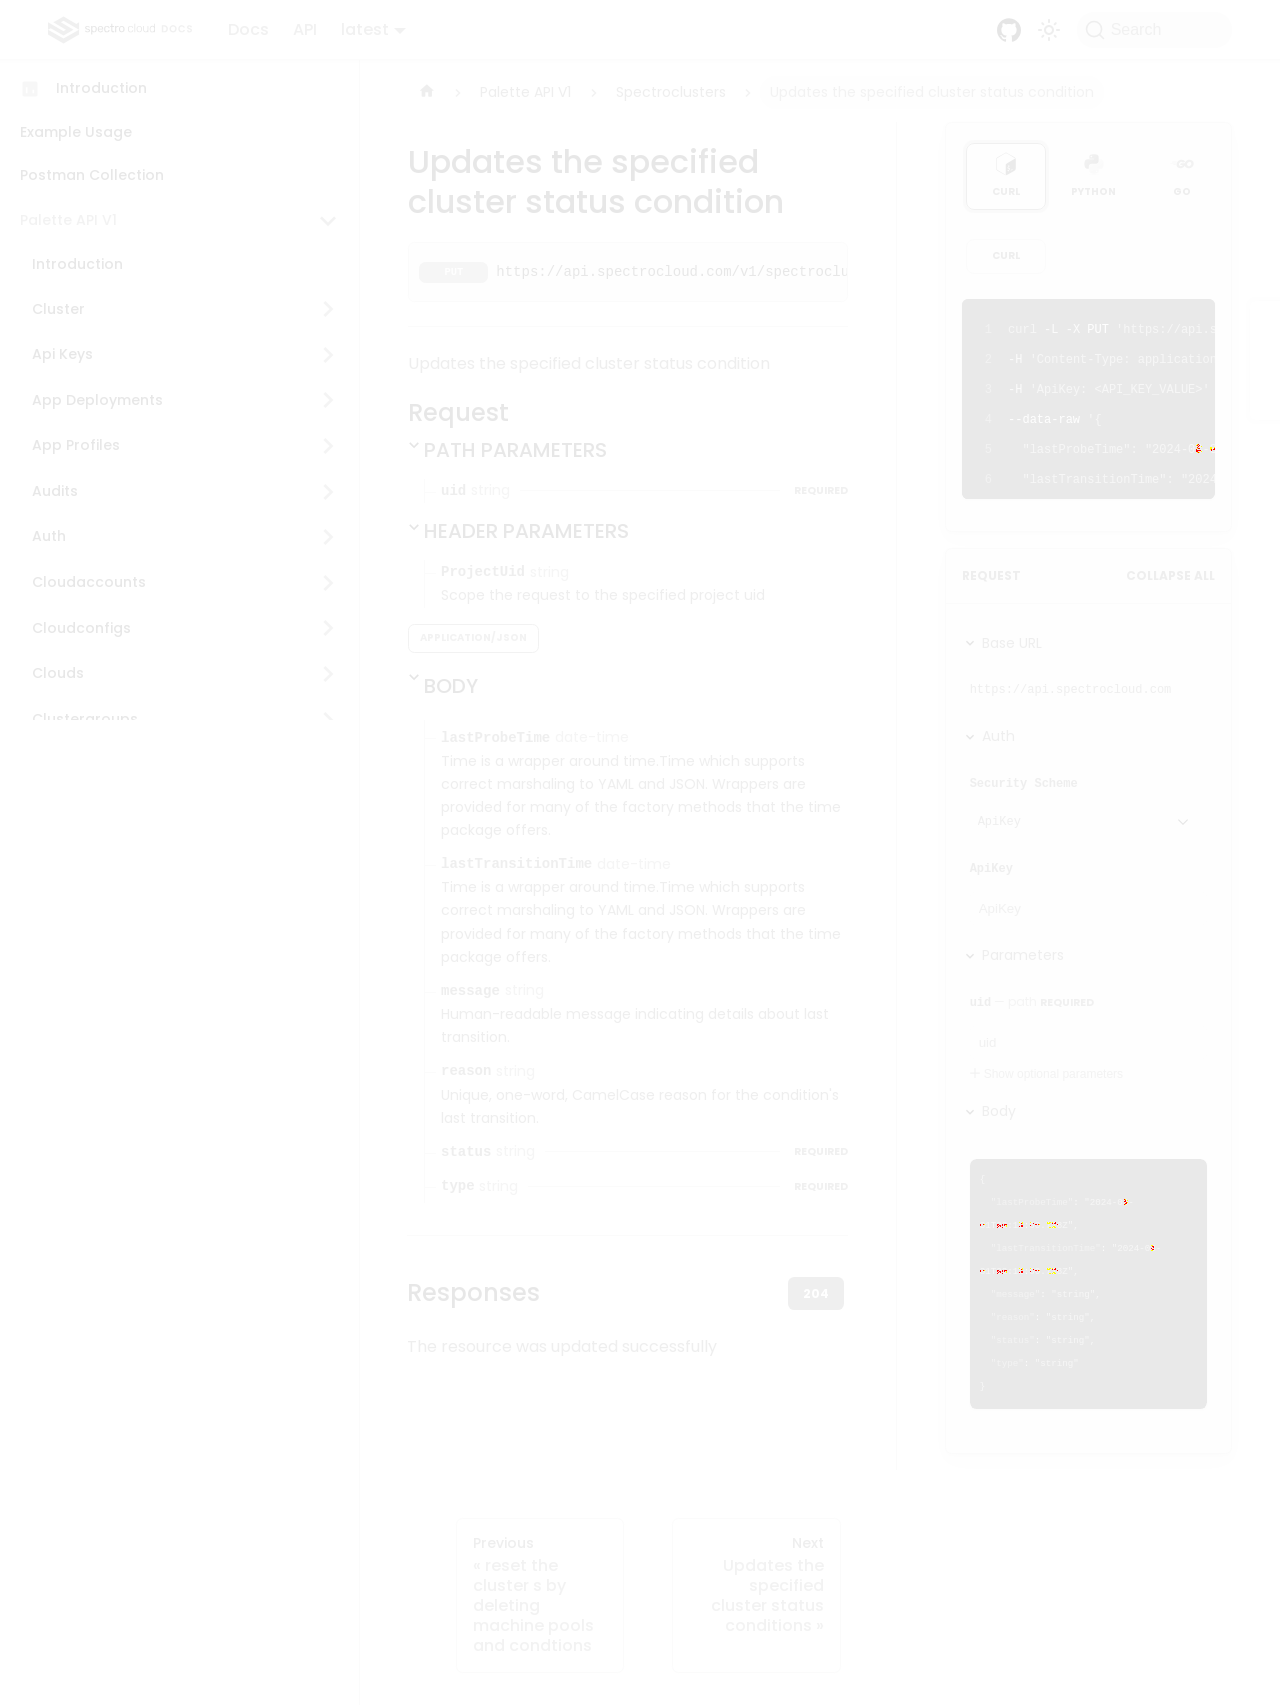 spectro cloud DOCS
Docs
API
latest
Search
Introduction
Example Usage
Postman Collection
Palette API V1
Introduction
Cluster
Api Keys
App Deployments
App Profiles
Audits
Auth
Cloudaccounts
Cloudconfigs
Clouds
Clustergroups
Palette API V1
Spectroclusters
Updates the specified cluster status condition
Updates the specified
cluster status condition
PUT
https://api.spectrocloud.com/v1/spectroclu
Updates the specified cluster status condition
Request
PATH PARAMETERS
uid string
REQUIRED
HEADER PARAMETERS
ProjectUid string
Scope the request to the specified project uid
APPLICATION/JSON
BODY
lastProbeTime date-time
Time is a wrapper around time.Time which supports
correct marshaling to YAML and JSON. Wrappers are
provided for many of the factory methods that the time
package offers.
lastTransitionTime date-time
Time is a wrapper around time.Time which supports
correct marshaling to YAML and JSON. Wrappers are
provided for many of the factory methods that the time
package offers.
message string
Human-readable message indicating details about last
transition.
reason string
Unique, one-word, CamelCase reason for the condition's
last transition.
status string
REQUIRED
type string
REQUIRED
Responses
204
The resource was updated successfully
CURL
PYTHON
GO
CURL
1 curl -L -X PUT 'https://api.s
2 -H 'Content-Type: application
3 -H 'ApiKey: <API_KEY_VALUE>'
4 --data-raw '{
5 "lastProbeTime": "2024-
6 "lastTransitionTime": "2024
REQUEST
COLLAPSE ALL
Base URL
https://api.spectrocloud.com
Auth
Security Scheme
ApiKey
ApiKey
ApiKey
Parameters
uid — path REQUIRED
uid
Show optional parameters
Body
{
"lastProbeTime": "2024-
",
"lastTransitionTime": "2024-
",
"message": "string",
"reason": "string",
"status": "string",
"type": "string"
}
Previous
« reset the
cluster s by
deleting
machine pools
and condtions
Next
Updates the
specified
cluster status
conditions »